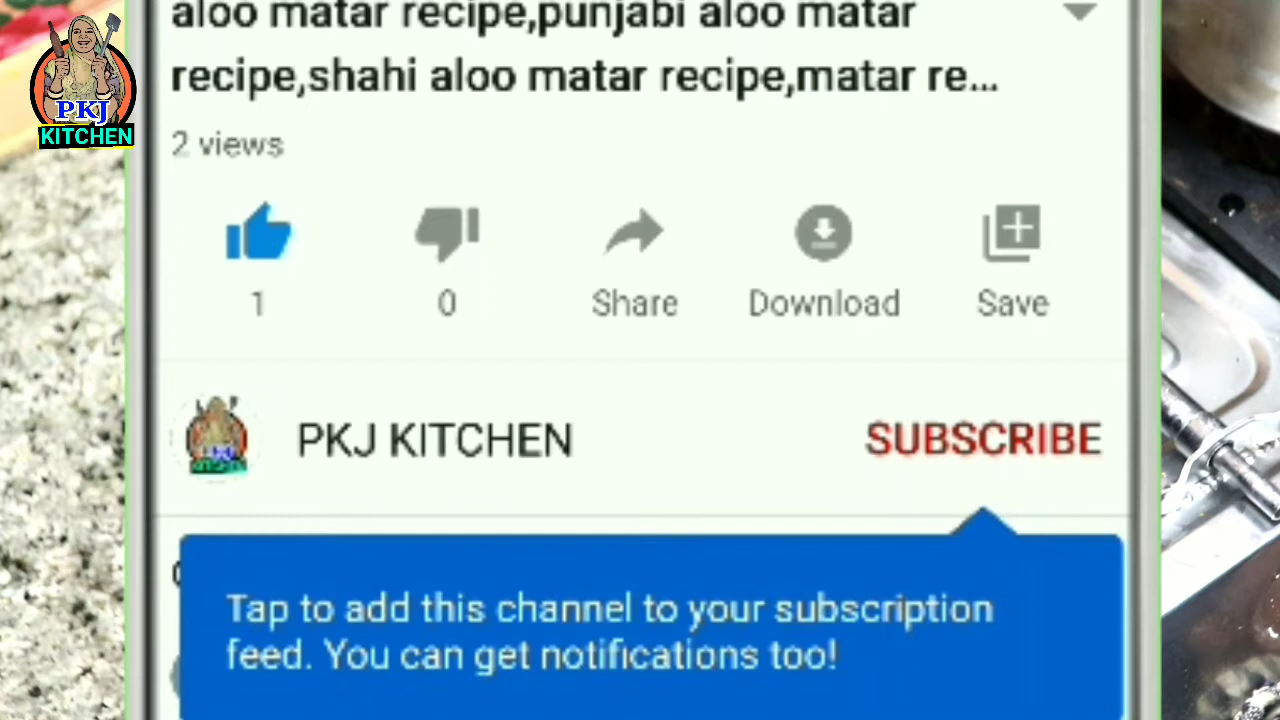 aloo matar recipe,punjabi aloo matar
recipe,shahi aloo matar recipe,matar re...
2 views
1
0
Share
Download
Save
PKJ KITCHEN
SUBSCRIBE
Tap to add this channel to your subscription
feed. You can get notifications too!
PKJ
KITCHEN